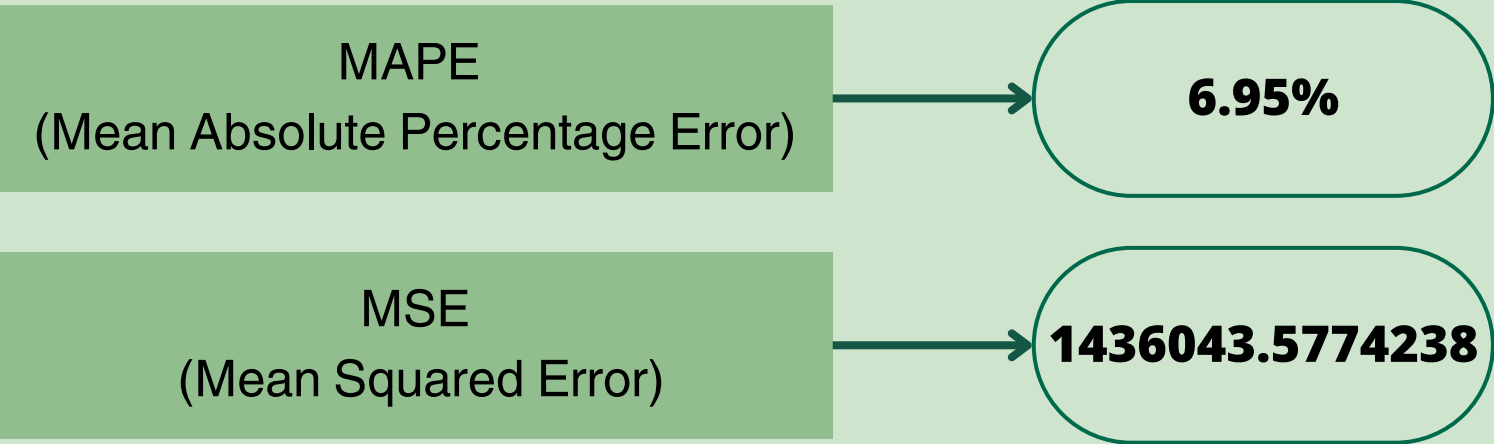 MAPE
(Mean Absolute Percentage Error)
6.95%
MSE
(Mean Squared Error)
1436043.5774238